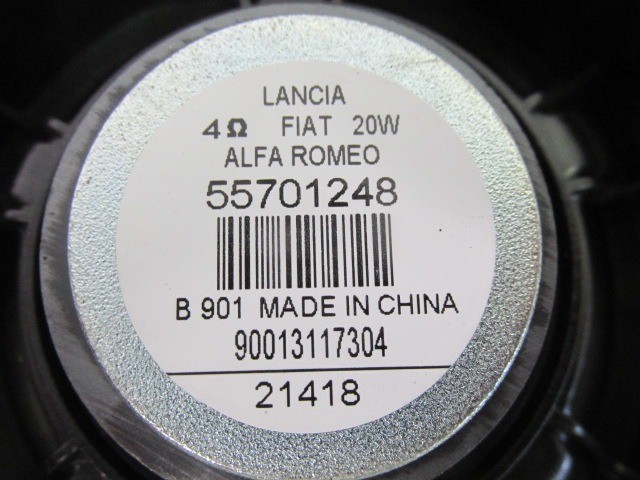 LANCIA
4Ω FIAT 20W
ALFA ROMEO
55701248
B 901 MADE IN CHINA
90013117304
21418